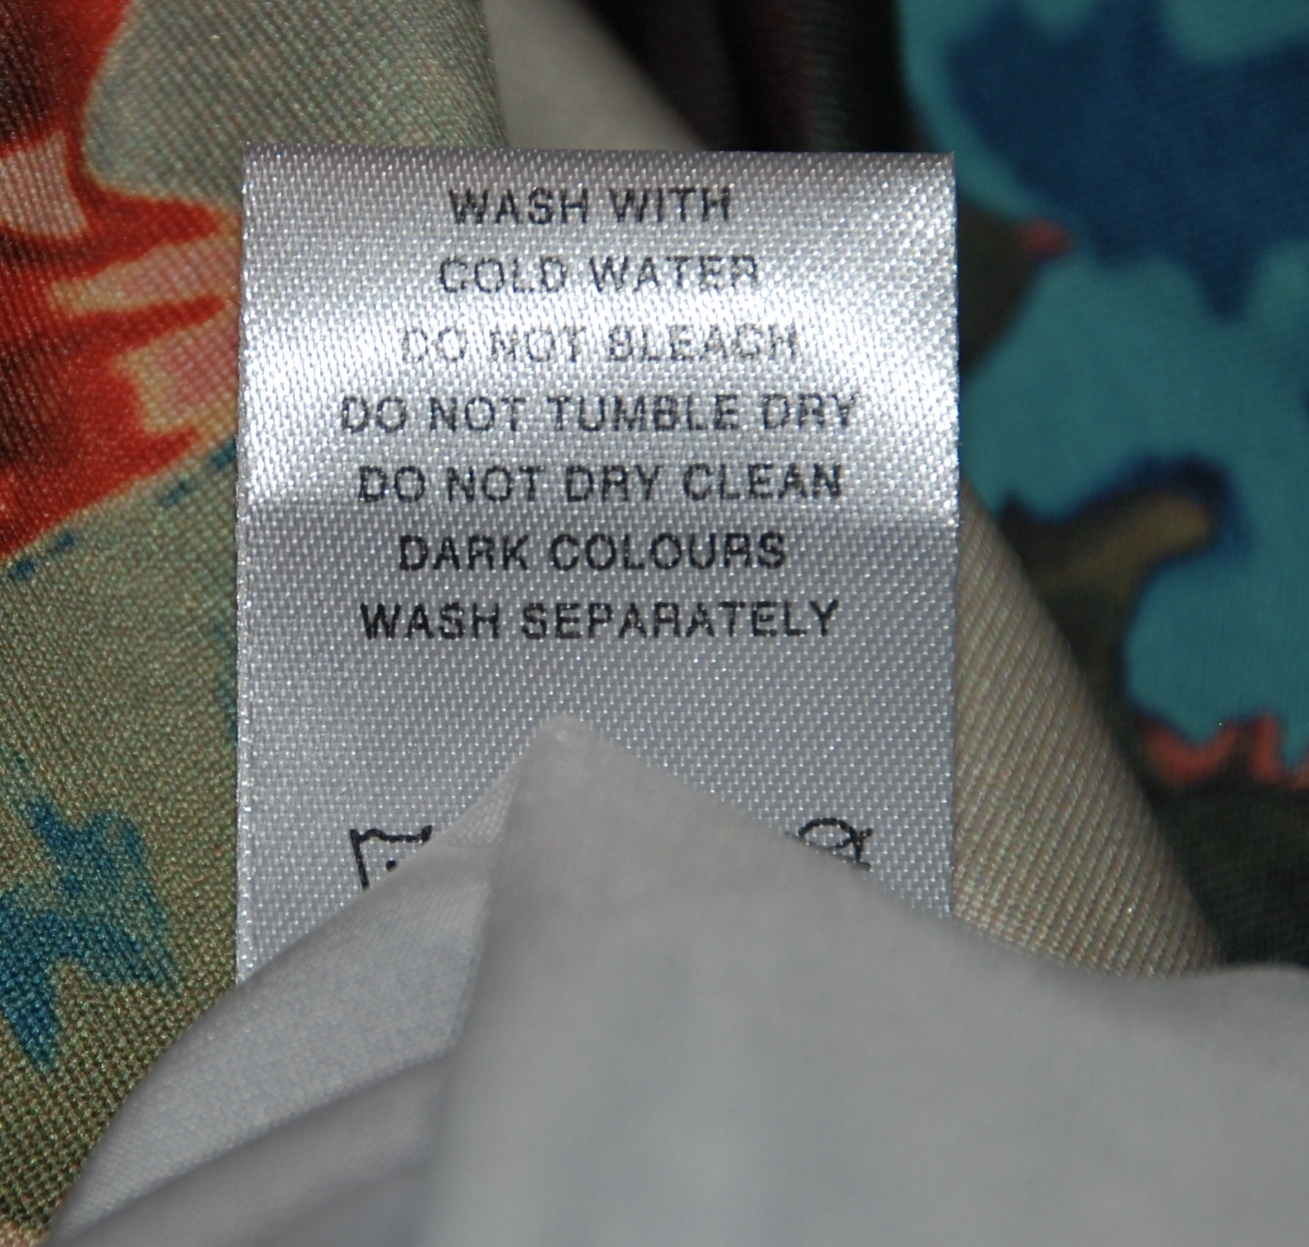 WASH WITH
COLD WATER
DO NOT BLEACH
DO NOT TUMBLE DRY
DO NOT DRY CLEAN
DARK COLOURS
WASH SEPARATELY